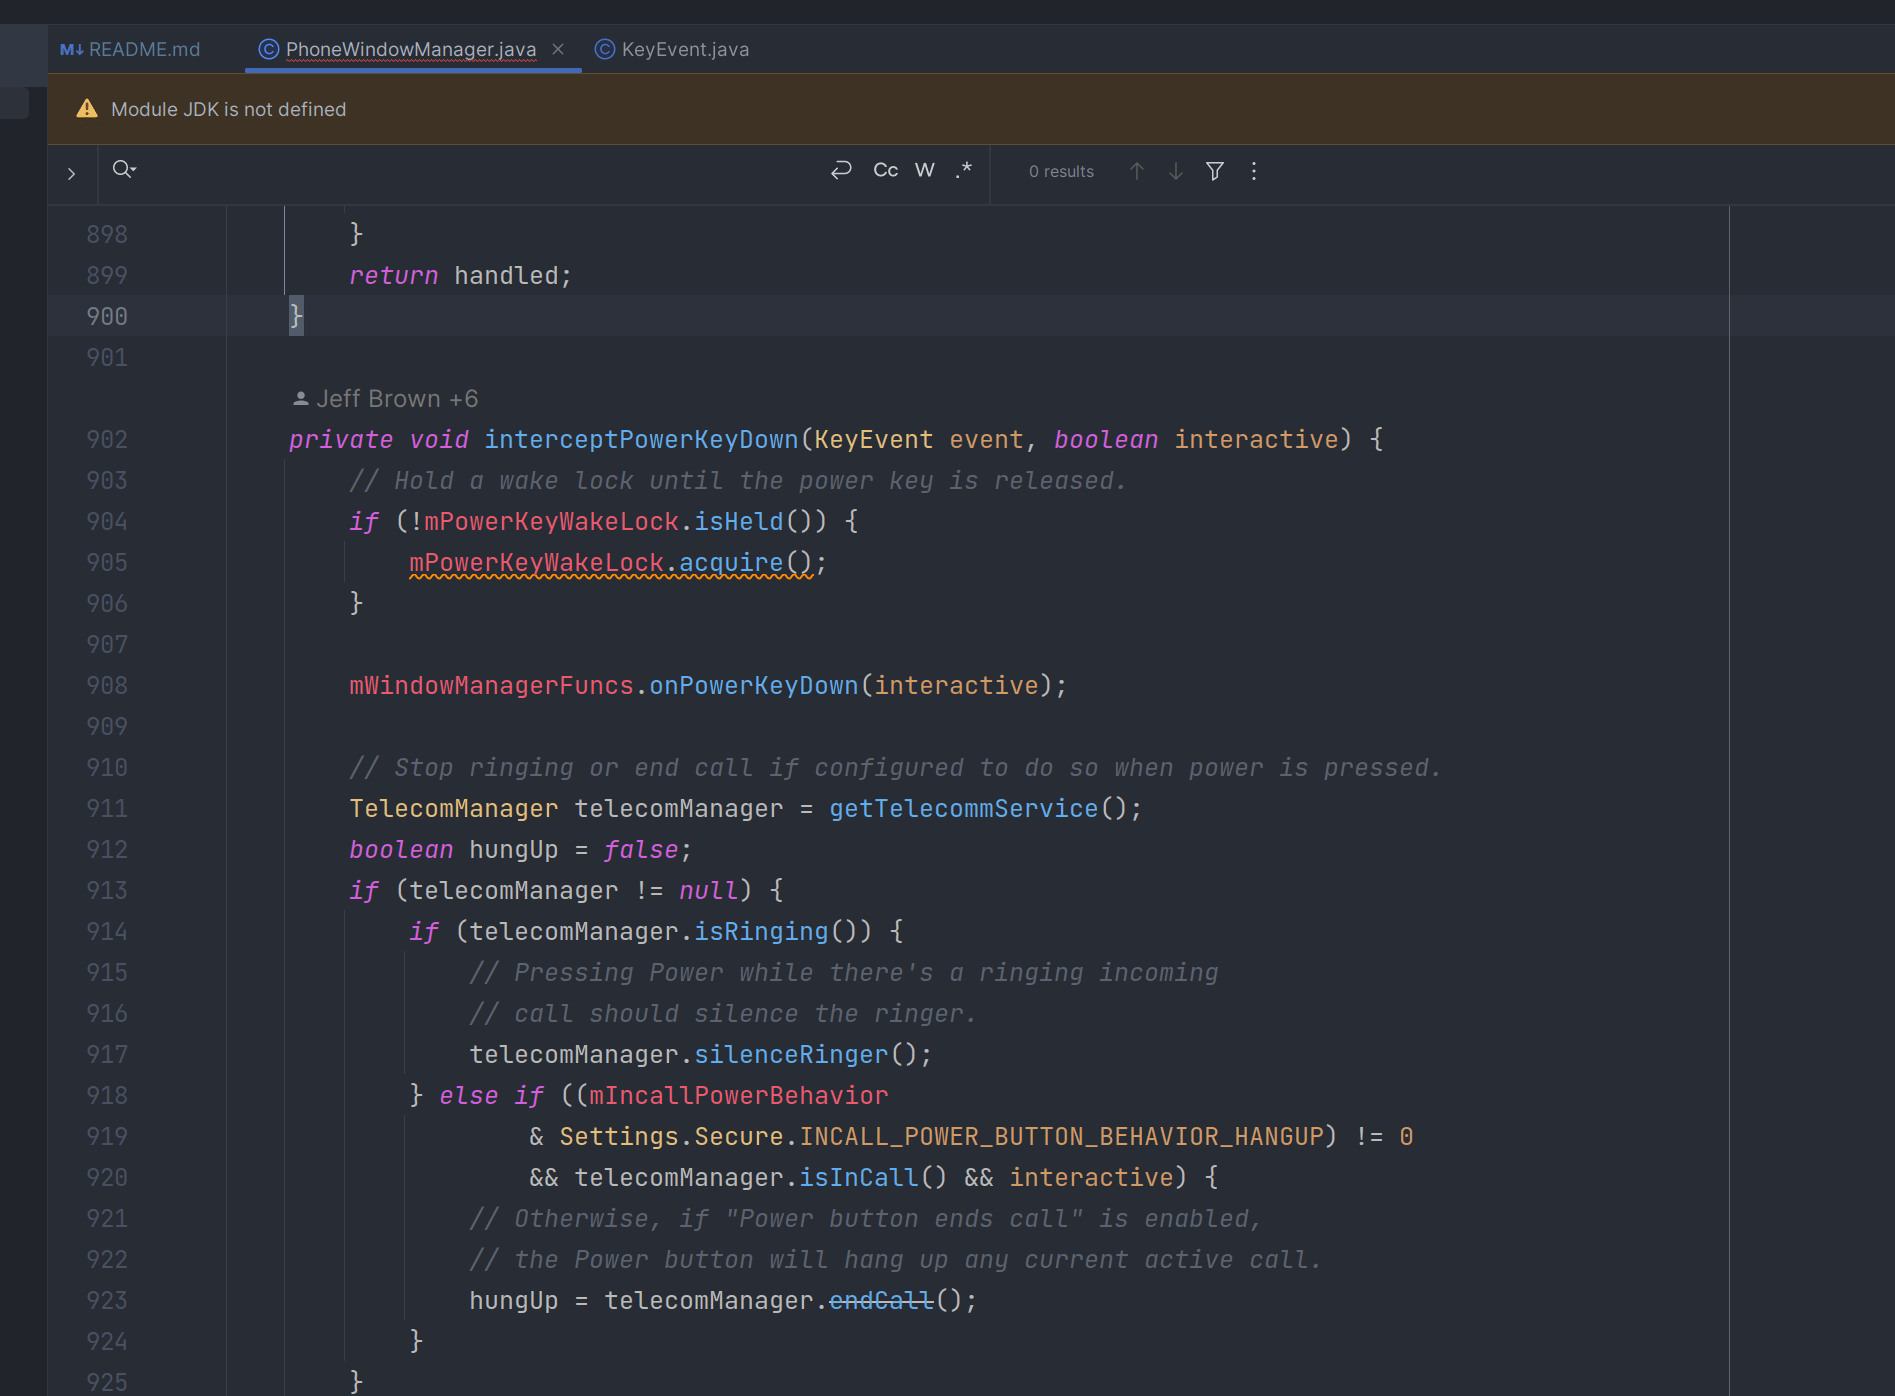 M↓ README.md
C PhoneWindowManager.java
C KeyEvent.java
Module JDK is not defined
Cc W .* 0 results
898 }
899 return handled;
900 }
901
Jeff Brown +6
902 private void interceptPowerKeyDown(KeyEvent event, boolean interactive) {
903 // Hold a wake lock until the power key is released.
904 if (!mPowerKeyWakeLock.isHeld()) {
905 mPowerKeyWakeLock.acquire();
906 }
907
908 mWindowManagerFuncs.onPowerKeyDown(interactive);
909
910 // Stop ringing or end call if configured to do so when power is pressed.
911 TelecomManager telecomManager = getTelecommService();
912 boolean hungUp = false;
913 if (telecomManager != null) {
914 if (telecomManager.isRinging()) {
915 // Pressing Power while there's a ringing incoming
916 // call should silence the ringer.
917 telecomManager.silenceRinger();
918 } else if ((mIncallPowerBehavior
919 & Settings.Secure.INCALL_POWER_BUTTON_BEHAVIOR_HANGUP) != 0
920 && telecomManager.isInCall() && interactive) {
921 // Otherwise, if "Power button ends call" is enabled,
922 // the Power button will hang up any current active call.
923 hungUp = telecomManager.endCall();
924 }
925 }